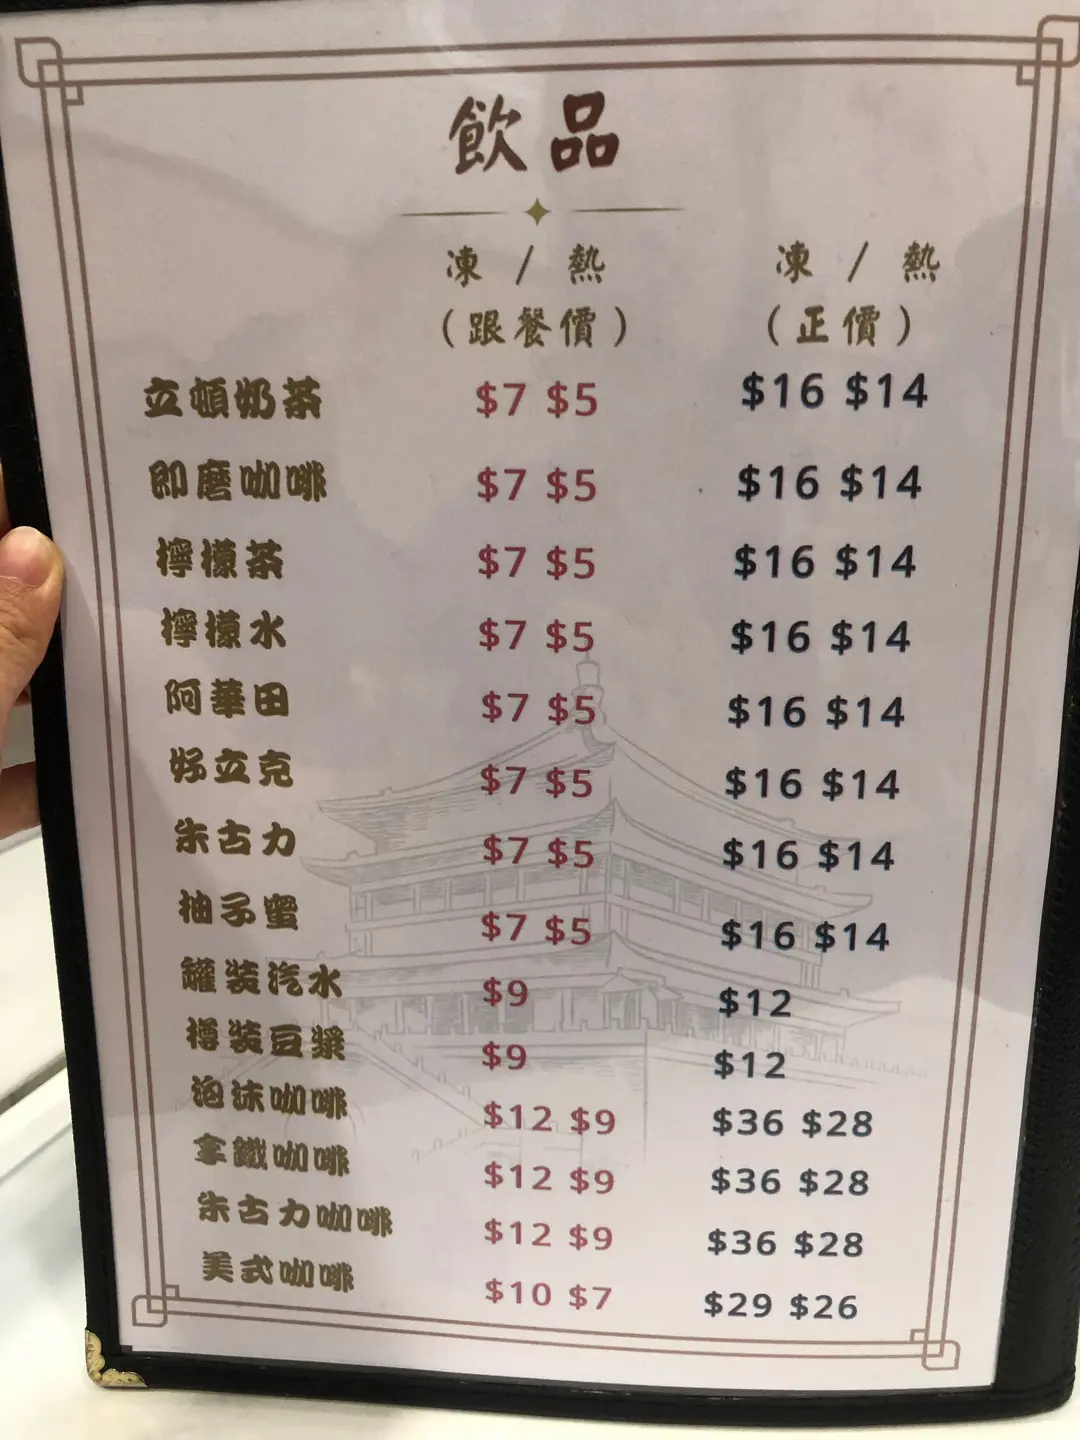 飲品
凍 / 熱 凍 / 熱
(跟餐價) (正價)
立頓奶茶 $7 $5 $16 $14
即磨咖啡 $7 $5 $16 $14
檸檬茶 $7 $5 $16 $14
檸檬水 $7 $5 $16 $14
阿華田 $7 $5 $16 $14
好立克 $7 $5 $16 $14
朱古力 $7 $5 $16 $14
柚子蜜 $7 $5 $16 $14
罐裝汽水 $9 $12
樽裝豆漿 $9 $12
泡沫咖啡 $12 $9 $36 $28
拿鐵咖啡 $12 $9 $36 $28
朱古力咖啡 $12 $9 $36 $28
美式咖啡 $10 $7 $29 $26